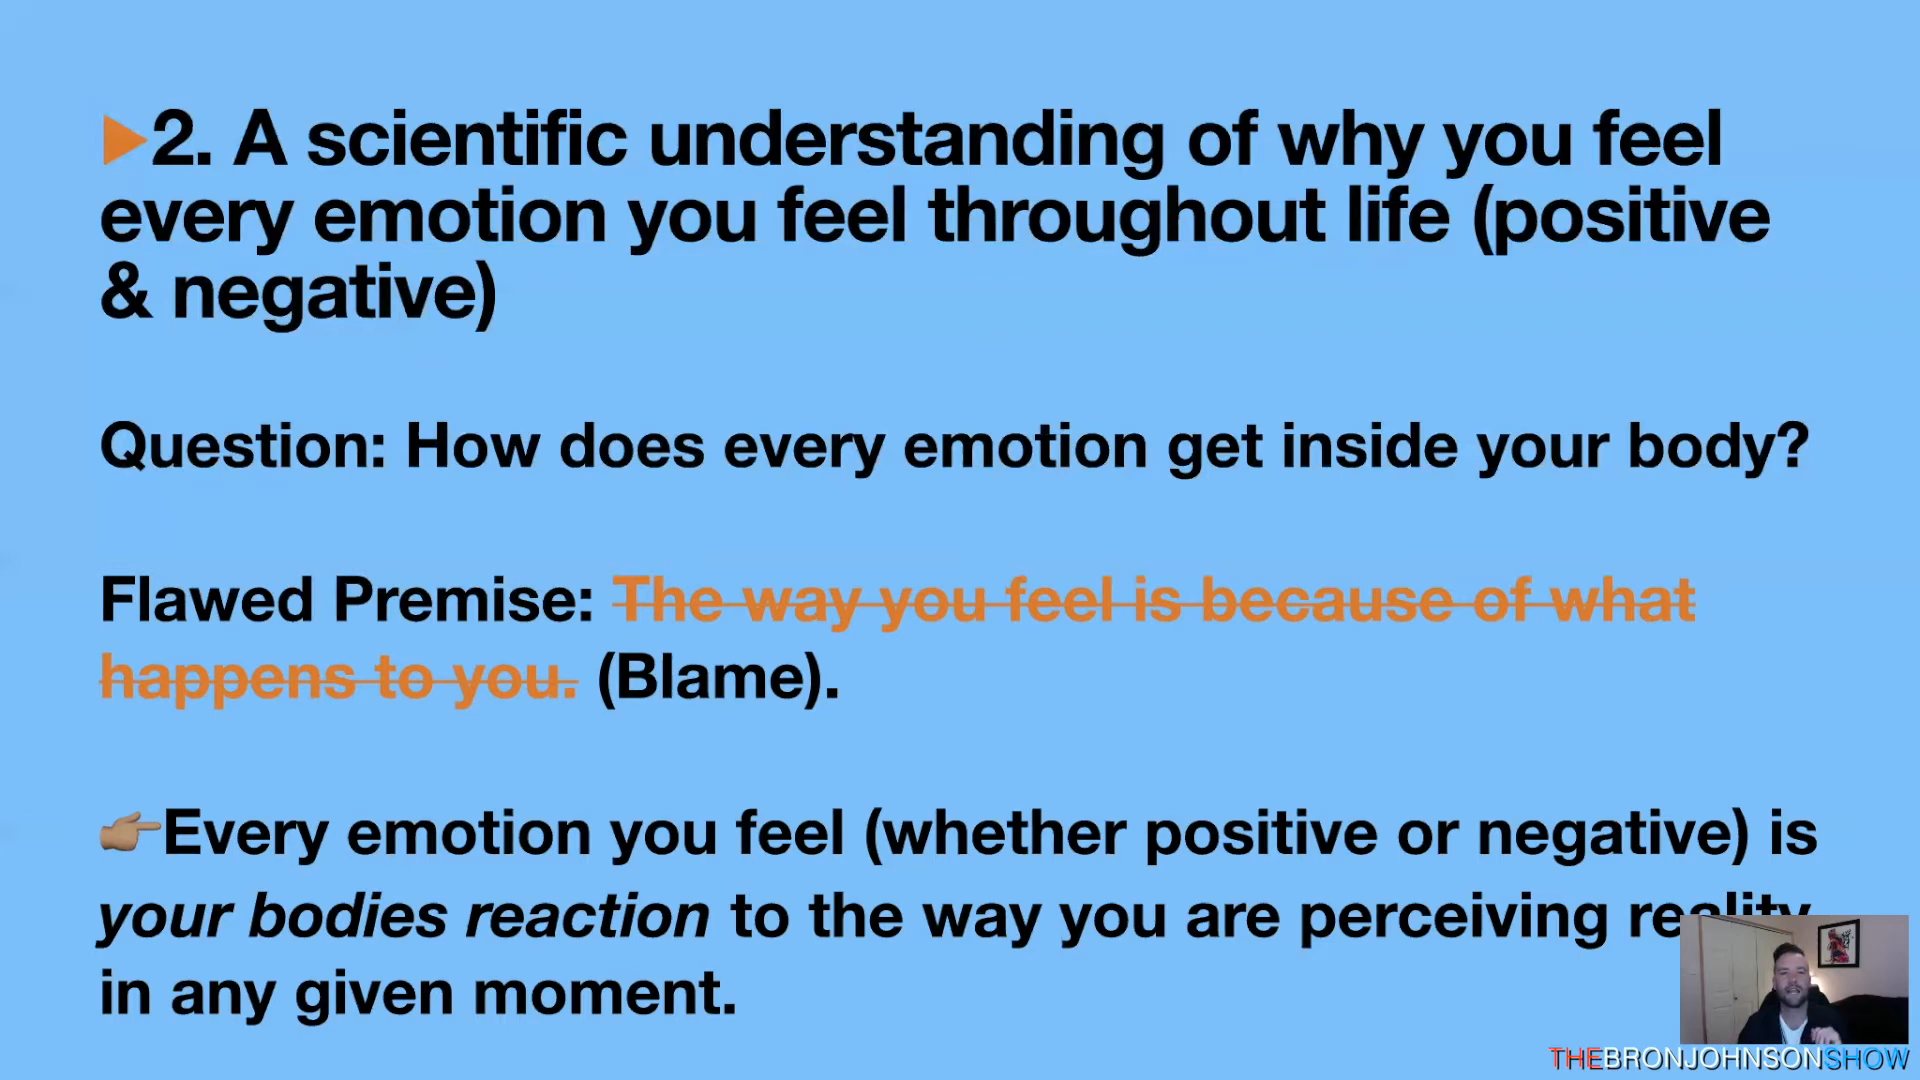 ▶2. A scientific understanding of why you feel
every emotion you feel throughout life (positive
& negative)
Question: How does every emotion get inside your body?
Flawed Premise: The way you feel is because of what
happens to you. (Blame).
👉🏽Every emotion you feel (whether positive or negative) is
your bodies reaction to the way you are perceiving reality
in any given moment.
THEBRONJOHNSONSHOW